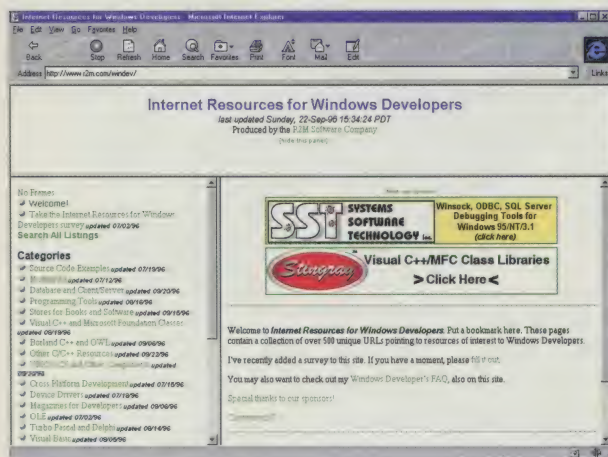 Internet Resources for Windows Developers - Microsoft Internet Explorer
File Edit View Go Favorites Help
Back Stop Refresh Home Search Favorites Print Font Mail Edit
Address http://www.r2m.com/windev/
Links
Internet Resources for Windows Developers
last updated Sunday, 22-Sep-96 15:34:24 PDT
Produced by the R2M Software Company
(hide this panel)
No Frames
Welcome!
Take the Internet Resources for Windows
Developers survey updated 07/02/96
Search All Listings
Categories
Source Code Examples updated 07/19/96
updated 07/12/96
Database and Client/Server updated 09/20/96
Programming Tools updated 09/16/96
Stores for Books and Software updated 09/15/96
Visual C++ and Microsoft Foundation Classes
updated 09/19/96
Borland C++ and OWL updated 09/06/96
Other C/C++ Resources updated 09/23/96
and Other Components updated
Cross Platform Development updated 07/15/96
Device Drivers updated 07/19/96
Magazines for Developers updated 09/06/96
OLE updated 07/02/96
Turbo Pascal and Delphi updated 08/14/96
Visual Basic updated 09/09/96
SST SYSTEMS
SOFTWARE
TECHNOLOGY Inc.
Winsock, ODBC, SQL Server
Debugging Tools for
Windows 95/NT/3.1
(click here)
Stingray
Visual C++/MFC Class Libraries
> Click Here <
Welcome to Internet Resources for Windows Developers. Put a bookmark here. These pages
contain a collection of over 500 unique URLs pointing to resources of interest to Windows Developers.
I've recently added a survey to this site. If you have a moment, please fill it out.
You may also want to check out my Windows Developer's FAQ, also on this site.
Special thanks to our sponsors!